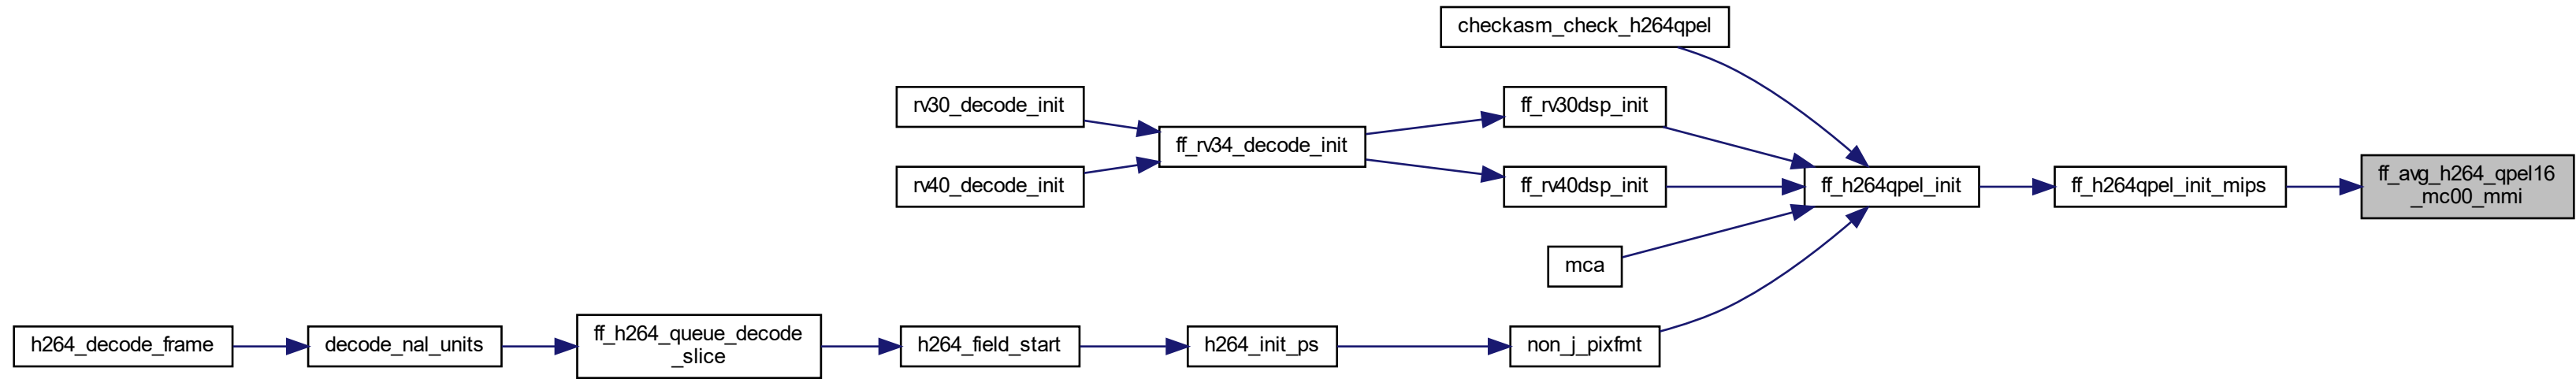 checkasm_check_h264qpel
rv30_decode_init
ff_rv30dsp_init
ff_rv34_decode_init
rv40_decode_init
ff_rv40dsp_init
ff_h264qpel_init
ff_h264qpel_init_mips
ff_avg_h264_qpel16
_mc00_mmi
mca
h264_decode_frame
decode_nal_units
ff_h264_queue_decode
_slice
h264_field_start
h264_init_ps
non_j_pixfmt